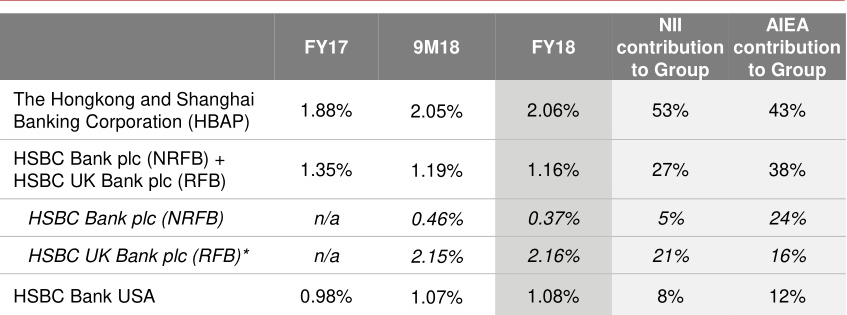 FY17 9M18 FY18 NII contribution to Group AIEA contribution to Group
The Hongkong and Shanghai
Banking Corporation (HBAP) 1.88% 2.05% 2.06% 53% 43%
HSBC Bank plc (NRFB) +
HSBC UK Bank plc (RFB) 1.35% 1.19% 1.16% 27% 38%
HSBC Bank plc (NRFB) n/a 0.46% 0.37% 5% 24%
HSBC UK Bank plc (RFB)* n/a 2.15% 2.16% 21% 16%
HSBC Bank USA 0.98% 1.07% 1.08% 8% 12%